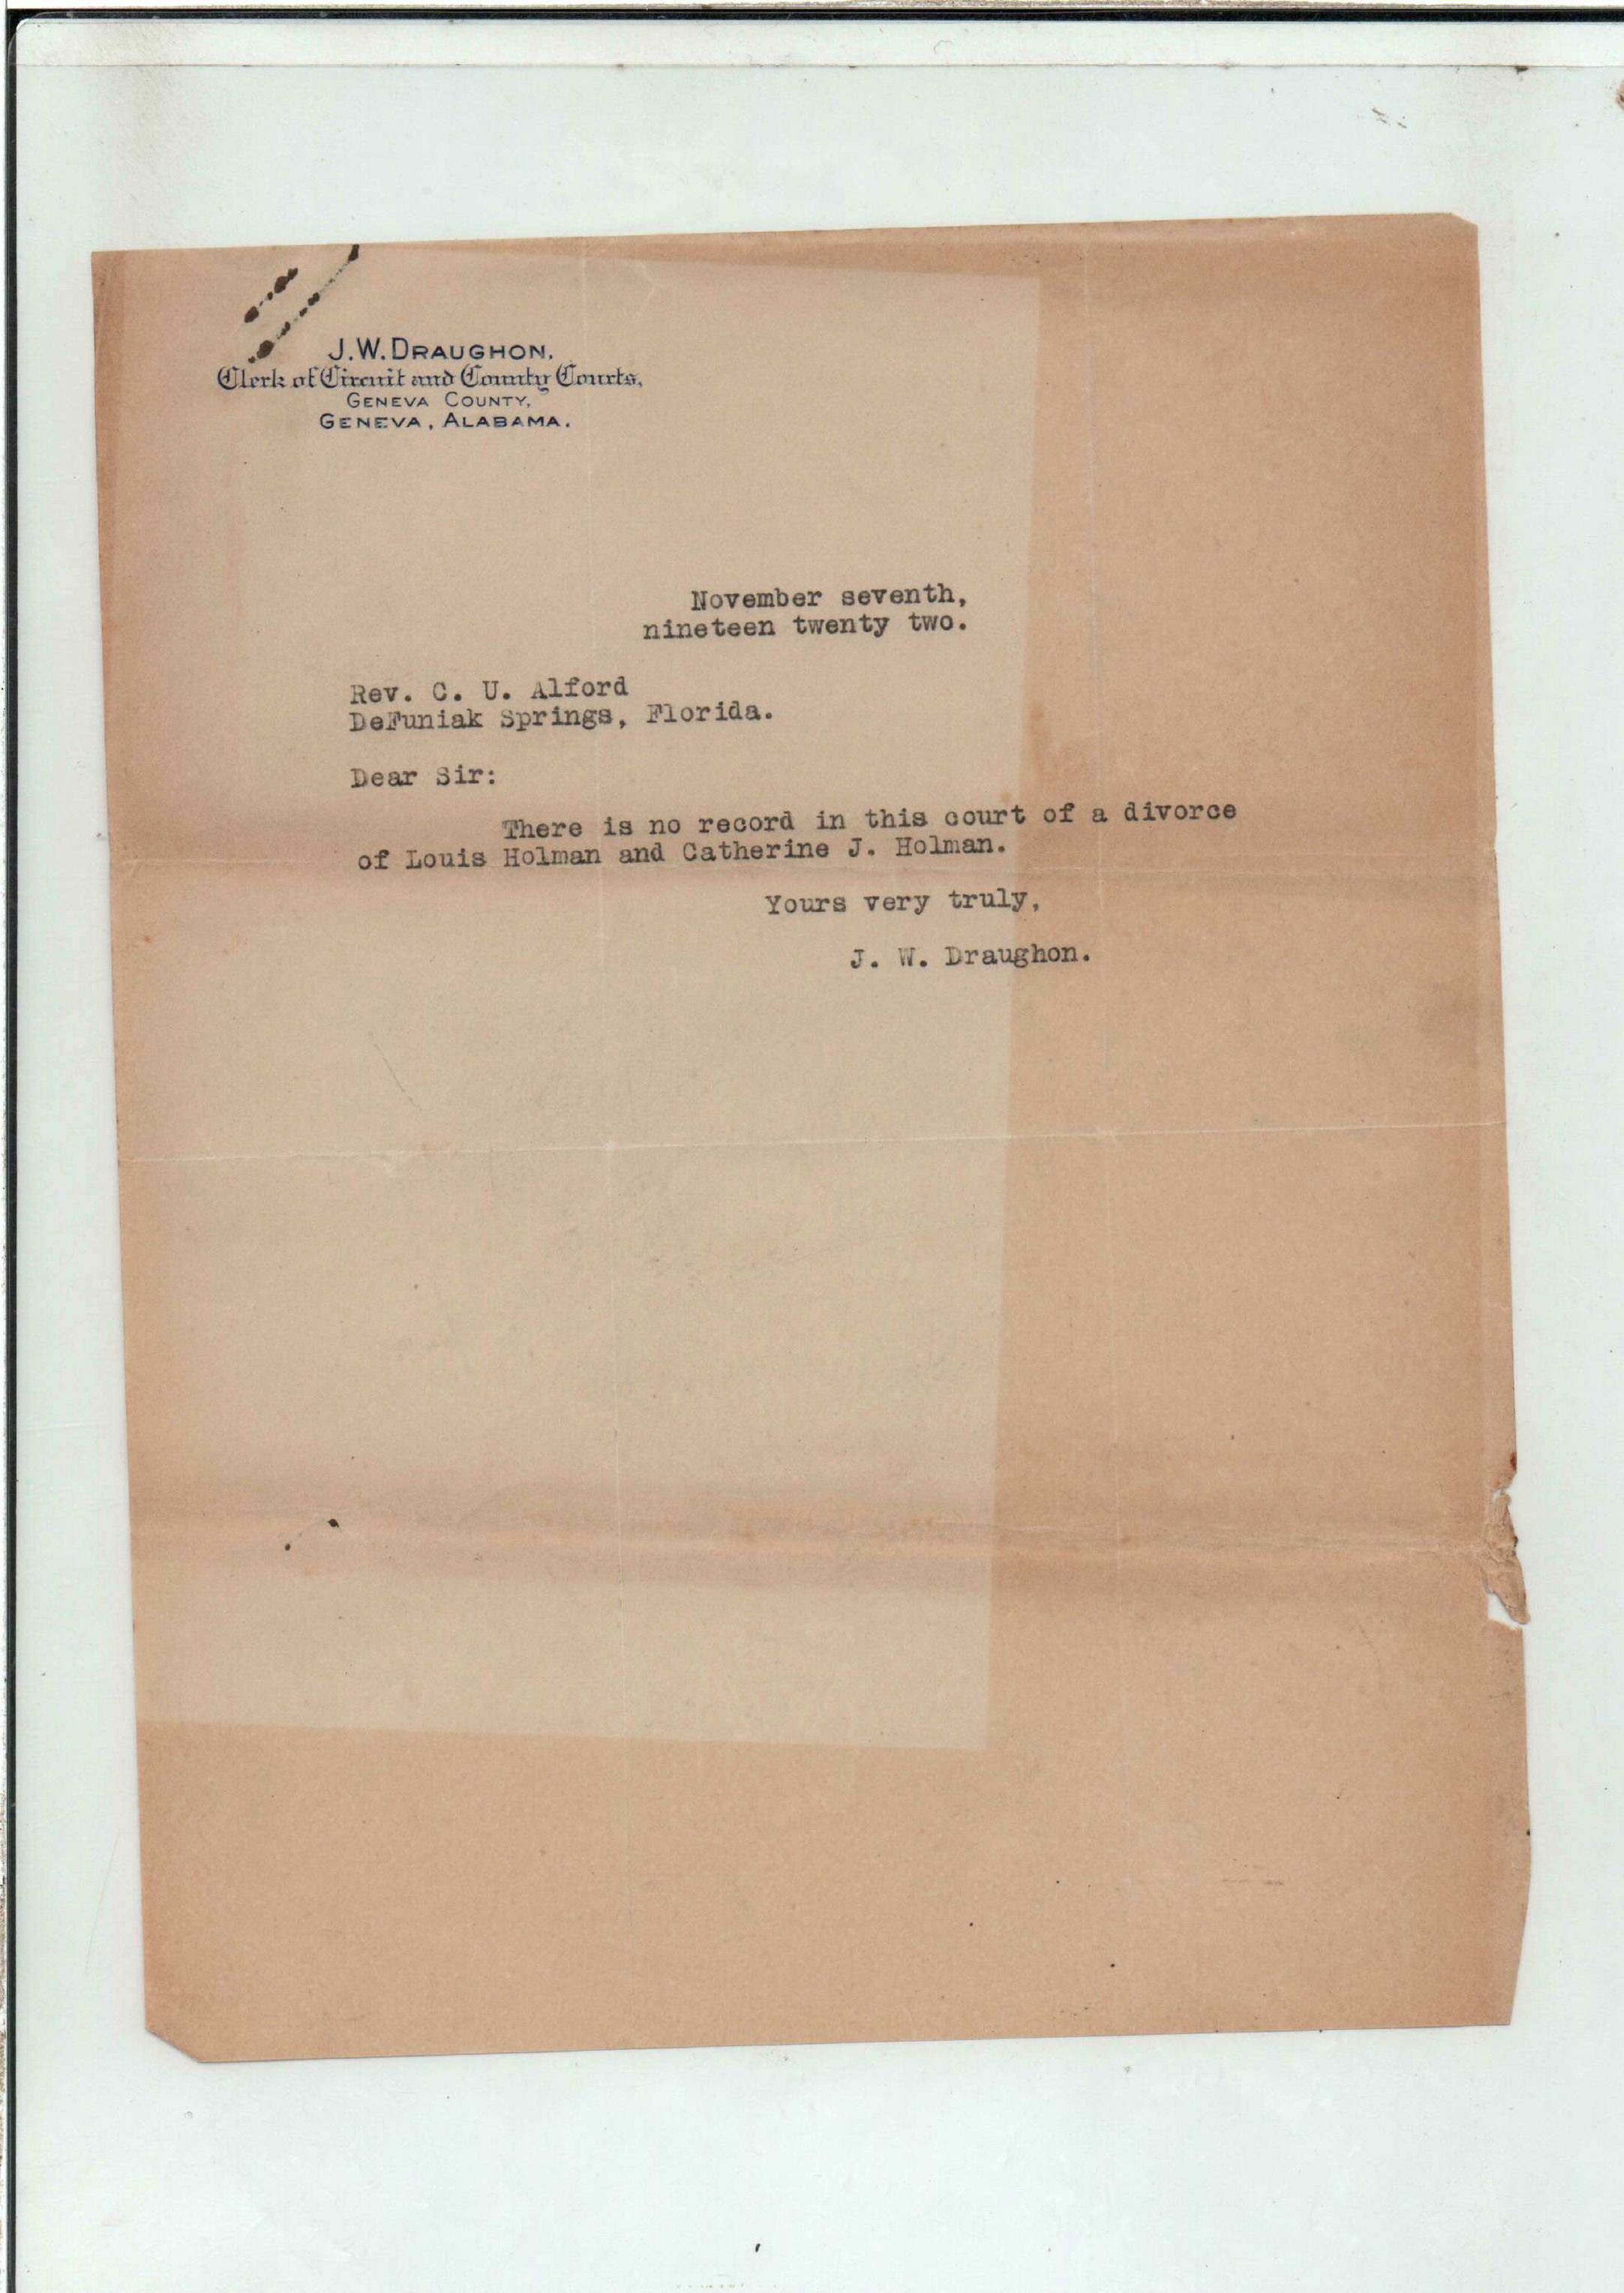 J.W. DRAUGHON.
Clerk of Circuit and County Courts,
GENEVA COUNTY,
GENEVA, ALABAMA.
November seventh,
nineteen twenty two.
Rev. C. U. Alford
DeFuniak Springs, Florida.
Dear Sir:
There is no record in this court of a divorce
of Louis Holman and Catherine J. Holman.
Yours very truly,
J. W. Draughon.